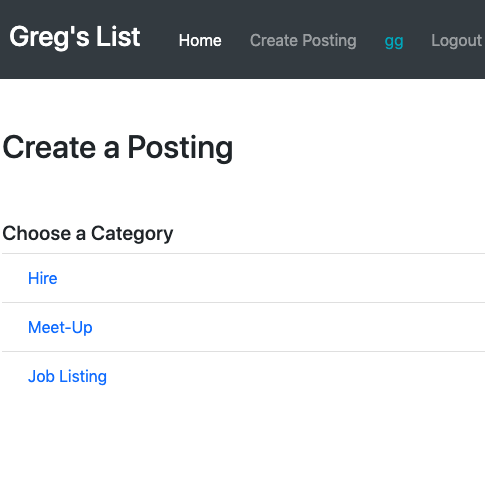 Greg's List Home Create Posting gg Logout
Create a Posting
Choose a Category
Hire
Meet-Up
Job Listing